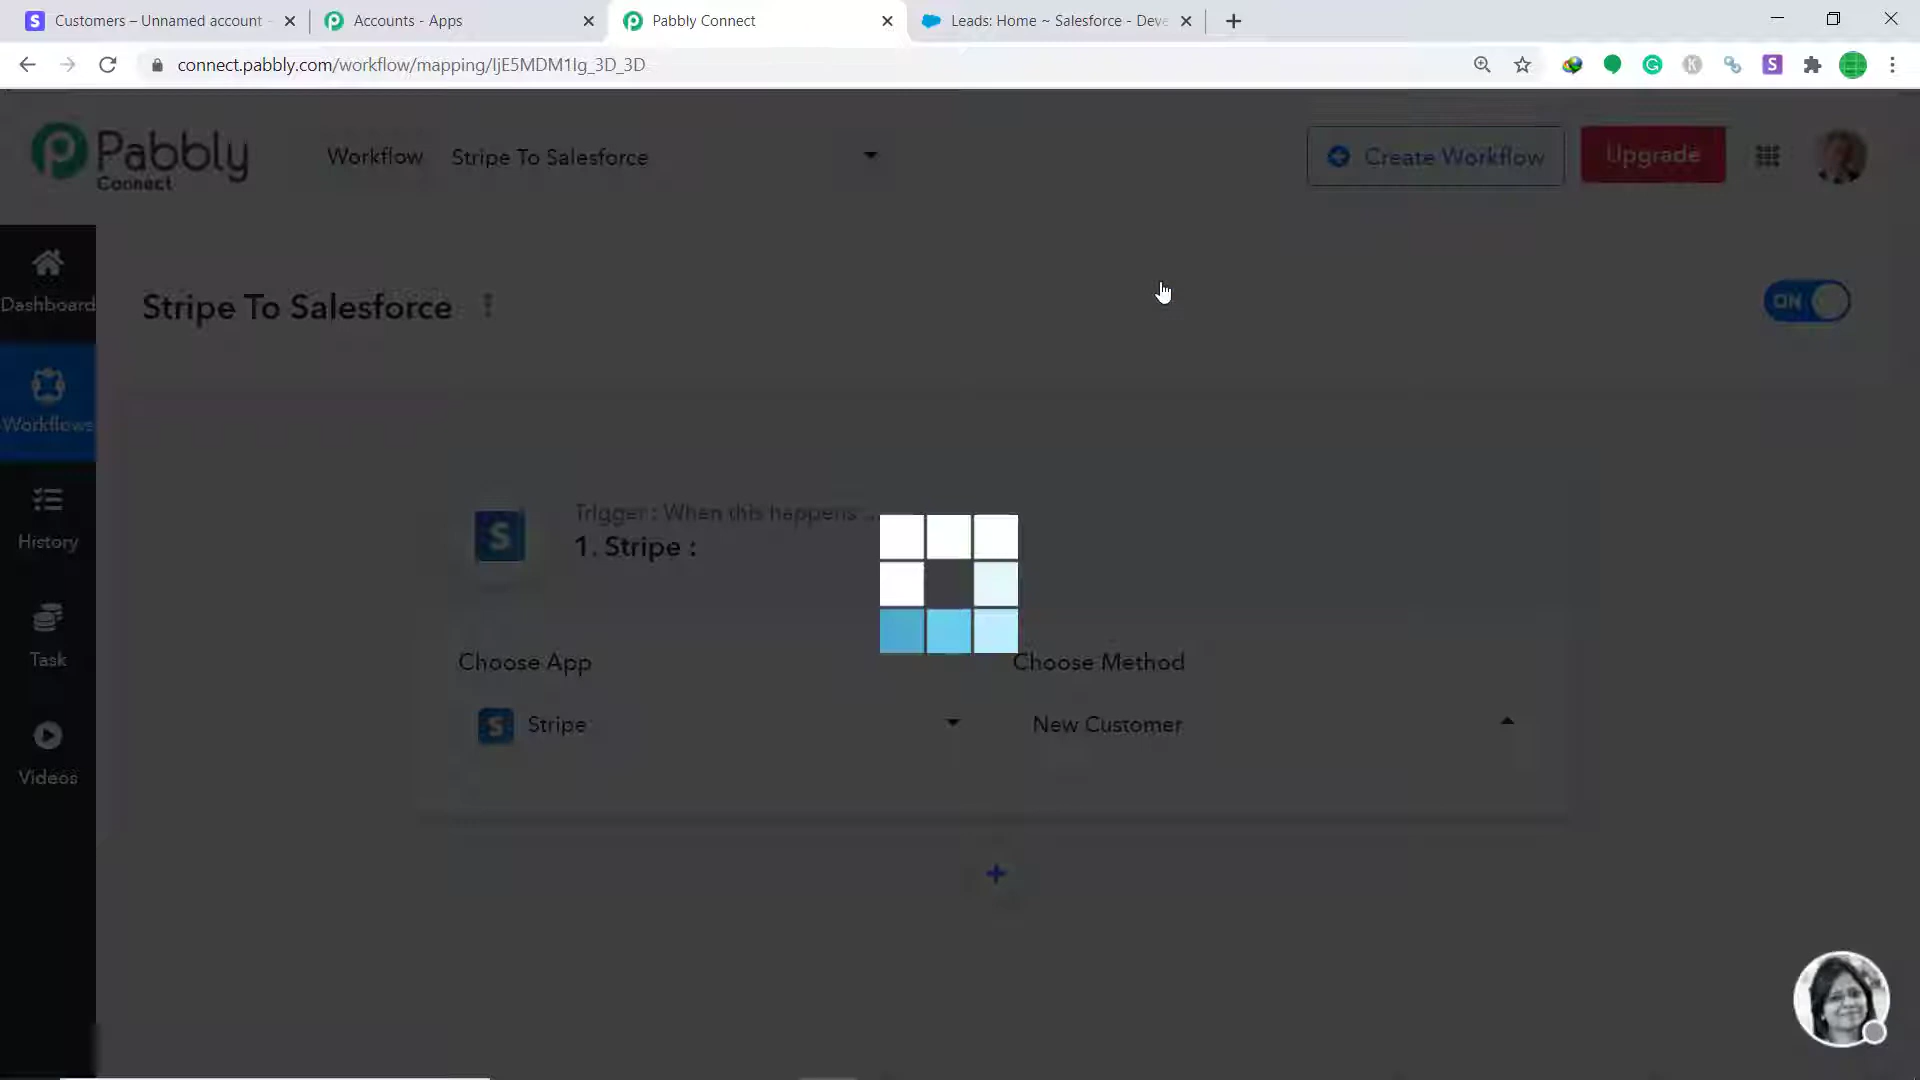 Customers – Unnamed account -
Accounts - Apps
Pabbly Connect
Leads: Home ~ Salesforce - Deve
connect.pabbly.com/workflow/mapping/IjE5MDM1Ig_3D_3D
Pabbly
Connect
Workflow
Stripe To Salesforce
Create Workflow
Upgrade
Dashboard
Stripe To Salesforce
ON
Workflows
History
Task
Videos
Trigger : When this happens ...
1. Stripe :
Choose App
Choose Method
Stripe
New Customer